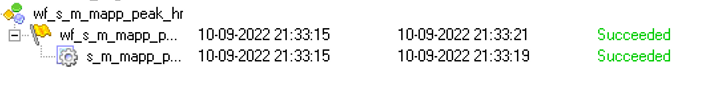 wf_s_m_mapp_peak_hr
wf_s_m_mapp_p... 10-09-2022 21:33:15 10-09-2022 21:33:21 Succeeded
s_m_mapp_p... 10-09-2022 21:33:15 10-09-2022 21:33:19 Succeeded